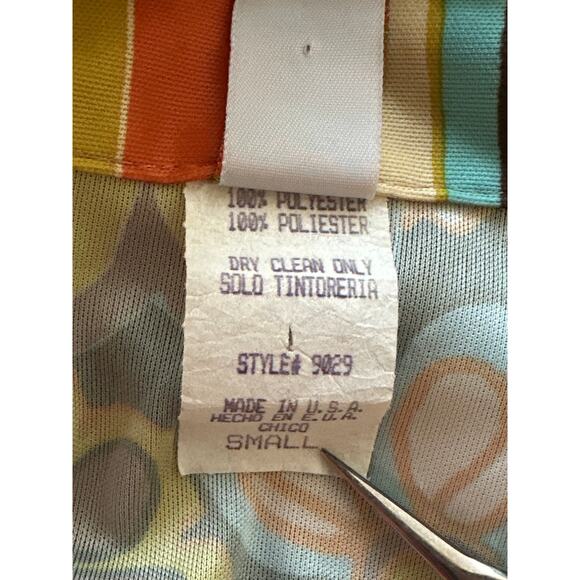 100% POLYESTER
100% POLIESTER
DRY CLEAN ONLY
SOLO TINTORERIA
STYLE# 9029
MADE IN U.S.A.
HECHO EN E.U.A.
CHICO
SMALL